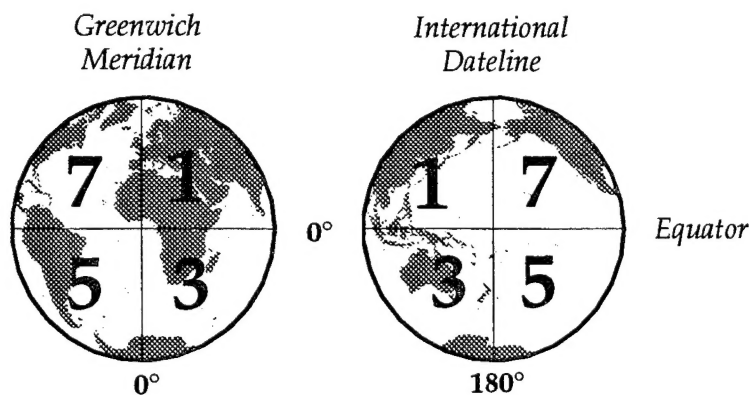 Greenwich
Meridian
International
Dateline
7 1
1 7
0°
Equator
5 3
3 5
0°
180°